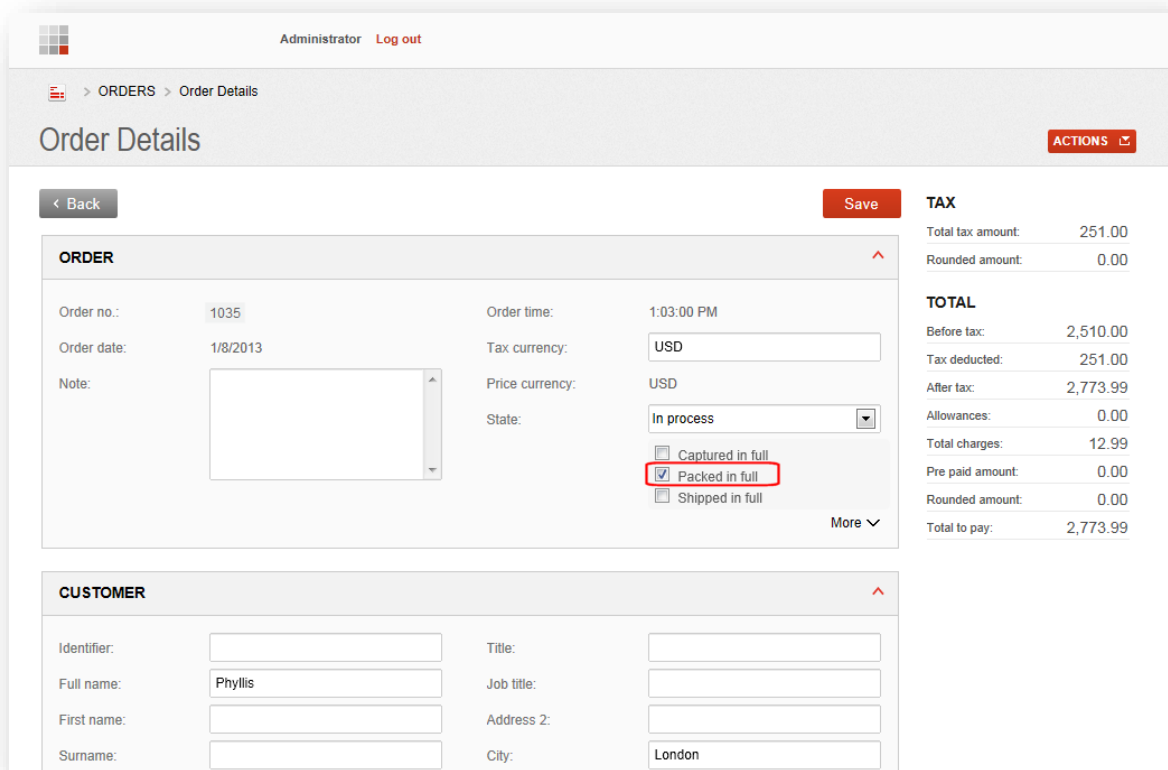 Administrator Log out
> ORDERS > Order Details
Order Details
ACTIONS
Back
Save
ORDER
Order no.: 1035
Order date: 1/8/2013
Note:
Order time: 1:03:00 PM
Tax currency: USD
Price currency: USD
State: In process
Captured in full
Packed in full
Shipped in full
More
CUSTOMER
Identifier:
Full name: Phyllis
First name:
Surname:
Title:
Job title:
Address 2:
City: London
TAX
Total tax amount: 251.00
Rounded amount: 0.00
TOTAL
Before tax: 2,510.00
Tax deducted: 251.00
After tax: 2,773.99
Allowances: 0.00
Total charges: 12.99
Pre paid amount: 0.00
Rounded amount: 0.00
Total to pay: 2,773.99